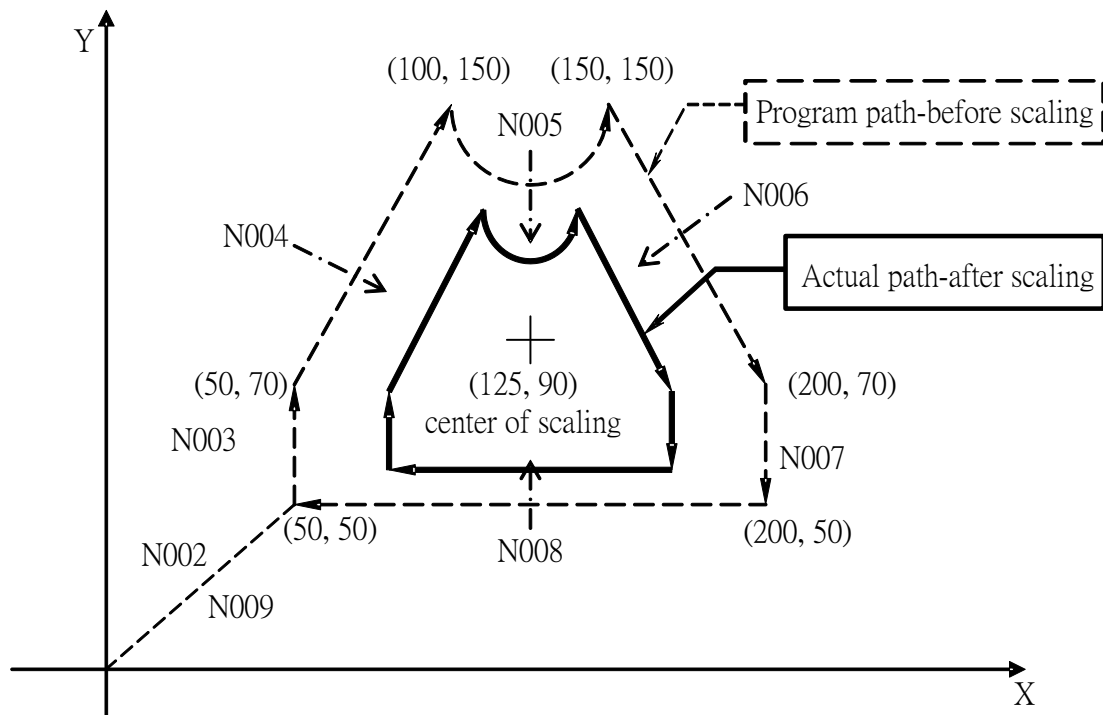 Y
(100, 150)
(150, 150)
N005
Program path-before scaling
N006
N004
Actual path-after scaling
(50, 70)
(125, 90)
center of scaling
(200, 70)
N003
N007
(50, 50)
(200, 50)
N002
N008
N009
X